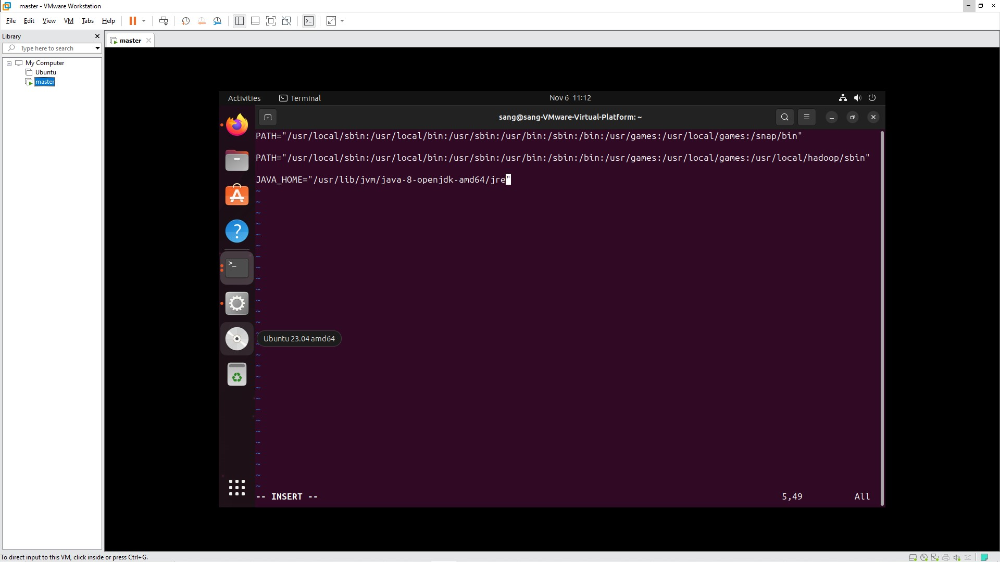 master - VMware Workstation
File Edit View VM Tabs Help
Library
Type here to search
My Computer
Ubuntu
master
master
Activities Terminal Nov 6 11:12
sang@sang-VMware-Virtual-Platform: ~
PATH="/usr/local/sbin:/usr/local/bin:/usr/sbin:/usr/bin:/sbin:/bin:/usr/games:/usr/local/games:/snap/bin"
PATH="/usr/local/sbin:/usr/local/bin:/usr/sbin:/usr/bin:/sbin:/bin:/usr/games:/usr/local/games:/usr/local/hadoop/sbin"
JAVA_HOME="/usr/lib/jvm/java-8-openjdk-amd64/jre"
Ubuntu 23.04 amd64
-- INSERT -- 5,49 All
To direct input to this VM, click inside or press Ctrl+G.